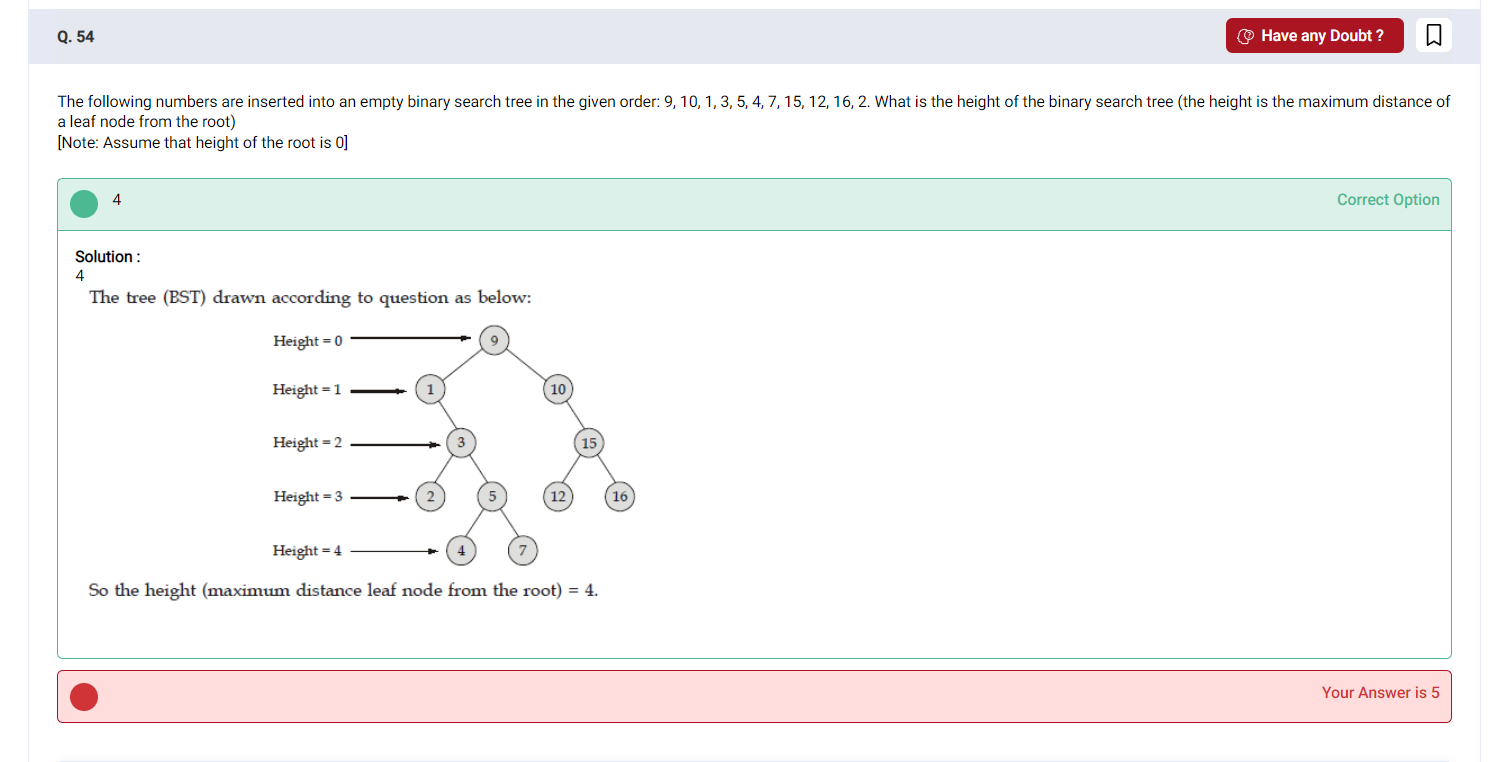 Q. 54
Have any Doubt ?
The following numbers are inserted into an empty binary search tree in the given order: 9, 10, 1, 3, 5, 4, 7, 15, 12, 16, 2. What is the height of the binary search tree (the height is the maximum distance of
a leaf node from the root)
[Note: Assume that height of the root is 0]
4
Correct Option
Solution :
4
The tree (BST) drawn according to question as below:
Height = 0
9
Height = 1
1
10
Height = 2
3
15
Height = 3
2
5
12
16
Height = 4
4
7
So the height (maximum distance leaf node from the root) = 4.
Your Answer is 5